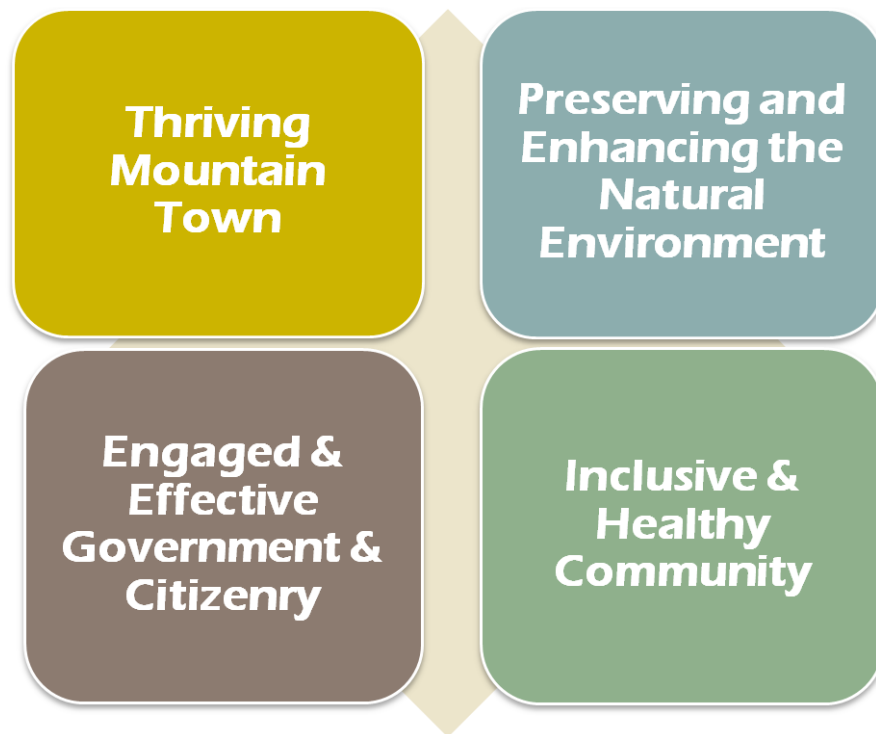 Thriving
Mountain
Town
Preserving and
Enhancing the
Natural
Environment
Engaged &
Effective
Government &
Citizenry
Inclusive &
Healthy
Community